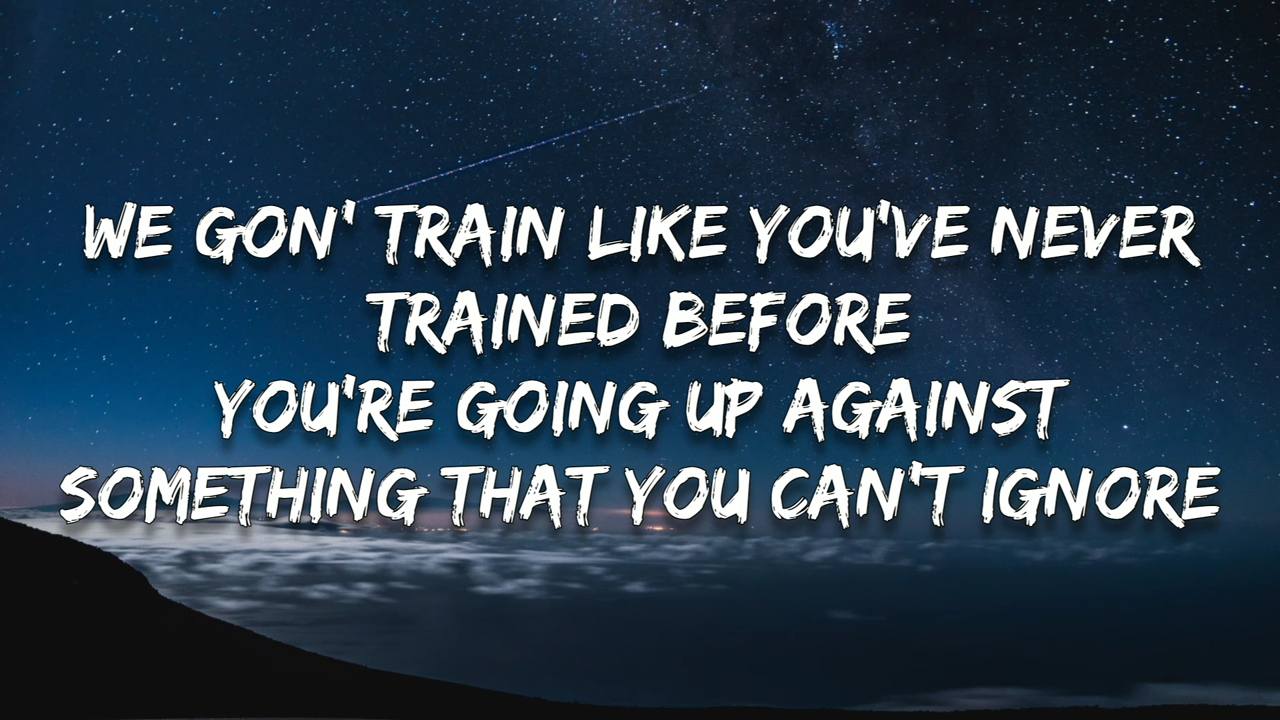 WE GON' TRAIN LIKE YOU'VE NEVER
TRAINED BEFORE
YOU'RE GOING UP AGAINST
SOMETHING THAT YOU CAN'T IGNORE